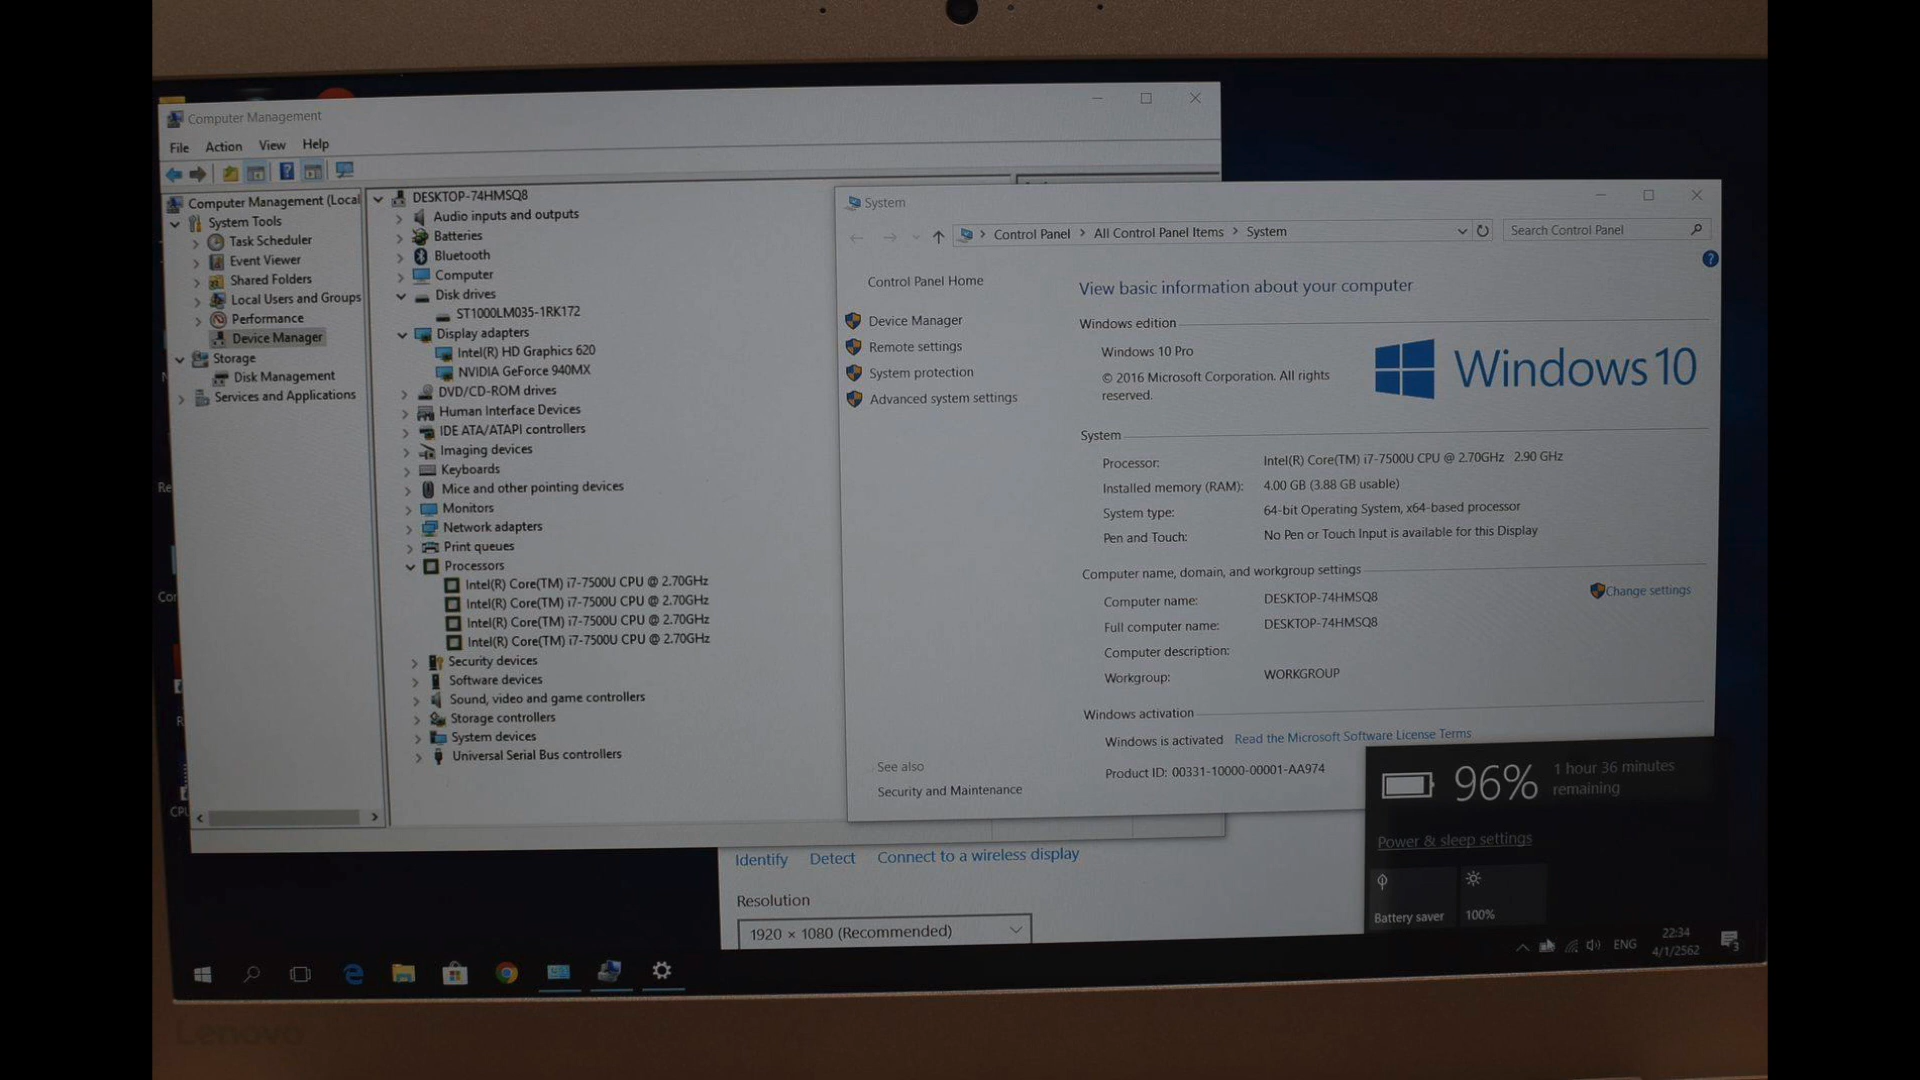 Computer Management
File Action View Help
Computer Management (Local
System Tools
Task Scheduler
Event Viewer
Shared Folders
Local Users and Groups
Performance
Device Manager
Storage
Disk Management
Services and Applications
DESKTOP-74HMSQ8
Audio inputs and outputs
Batteries
Bluetooth
Computer
Disk drives
ST1000LM035-1RK172
Display adapters
Intel(R) HD Graphics 620
NVIDIA GeForce 940MX
DVD/CD-ROM drives
Human Interface Devices
IDE ATA/ATAPI controllers
Imaging devices
Keyboards
Mice and other pointing devices
Monitors
Network adapters
Print queues
Processors
Intel(R) Core(TM) i7-7500U CPU @ 2.70GHz
Intel(R) Core(TM) i7-7500U CPU @ 2.70GHz
Intel(R) Core(TM) i7-7500U CPU @ 2.70GHz
Intel(R) Core(TM) i7-7500U CPU @ 2.70GHz
Security devices
Software devices
Sound, video and game controllers
Storage controllers
System devices
Universal Serial Bus controllers
System
Control Panel > All Control Panel Items > System
Search Control Panel
Control Panel Home
Device Manager
Remote settings
System protection
Advanced system settings
See also
Security and Maintenance
View basic information about your computer
Windows edition
Windows 10 Pro
© 2016 Microsoft Corporation. All rights
reserved.
Windows 10
System
Processor: Intel(R) Core(TM) i7-7500U CPU @ 2.70GHz 2.90 GHz
Installed memory (RAM): 4.00 GB (3.88 GB usable)
System type: 64-bit Operating System, x64-based processor
Pen and Touch: No Pen or Touch Input is available for this Display
Computer name, domain, and workgroup settings
Computer name: DESKTOP-74HMSQ8
Change settings
Full computer name: DESKTOP-74HMSQ8
Computer description:
Workgroup: WORKGROUP
Windows activation
Windows is activated Read the Microsoft Software License Terms
Product ID: 00331-10000-00001-AA974
96% 1 hour 36 minutes
remaining
Power & sleep settings
Battery saver 100%
Identify Detect Connect to a wireless display
Resolution
1920 × 1080 (Recommended)
ENG
22:34
4/1/2562
3
Lenovo